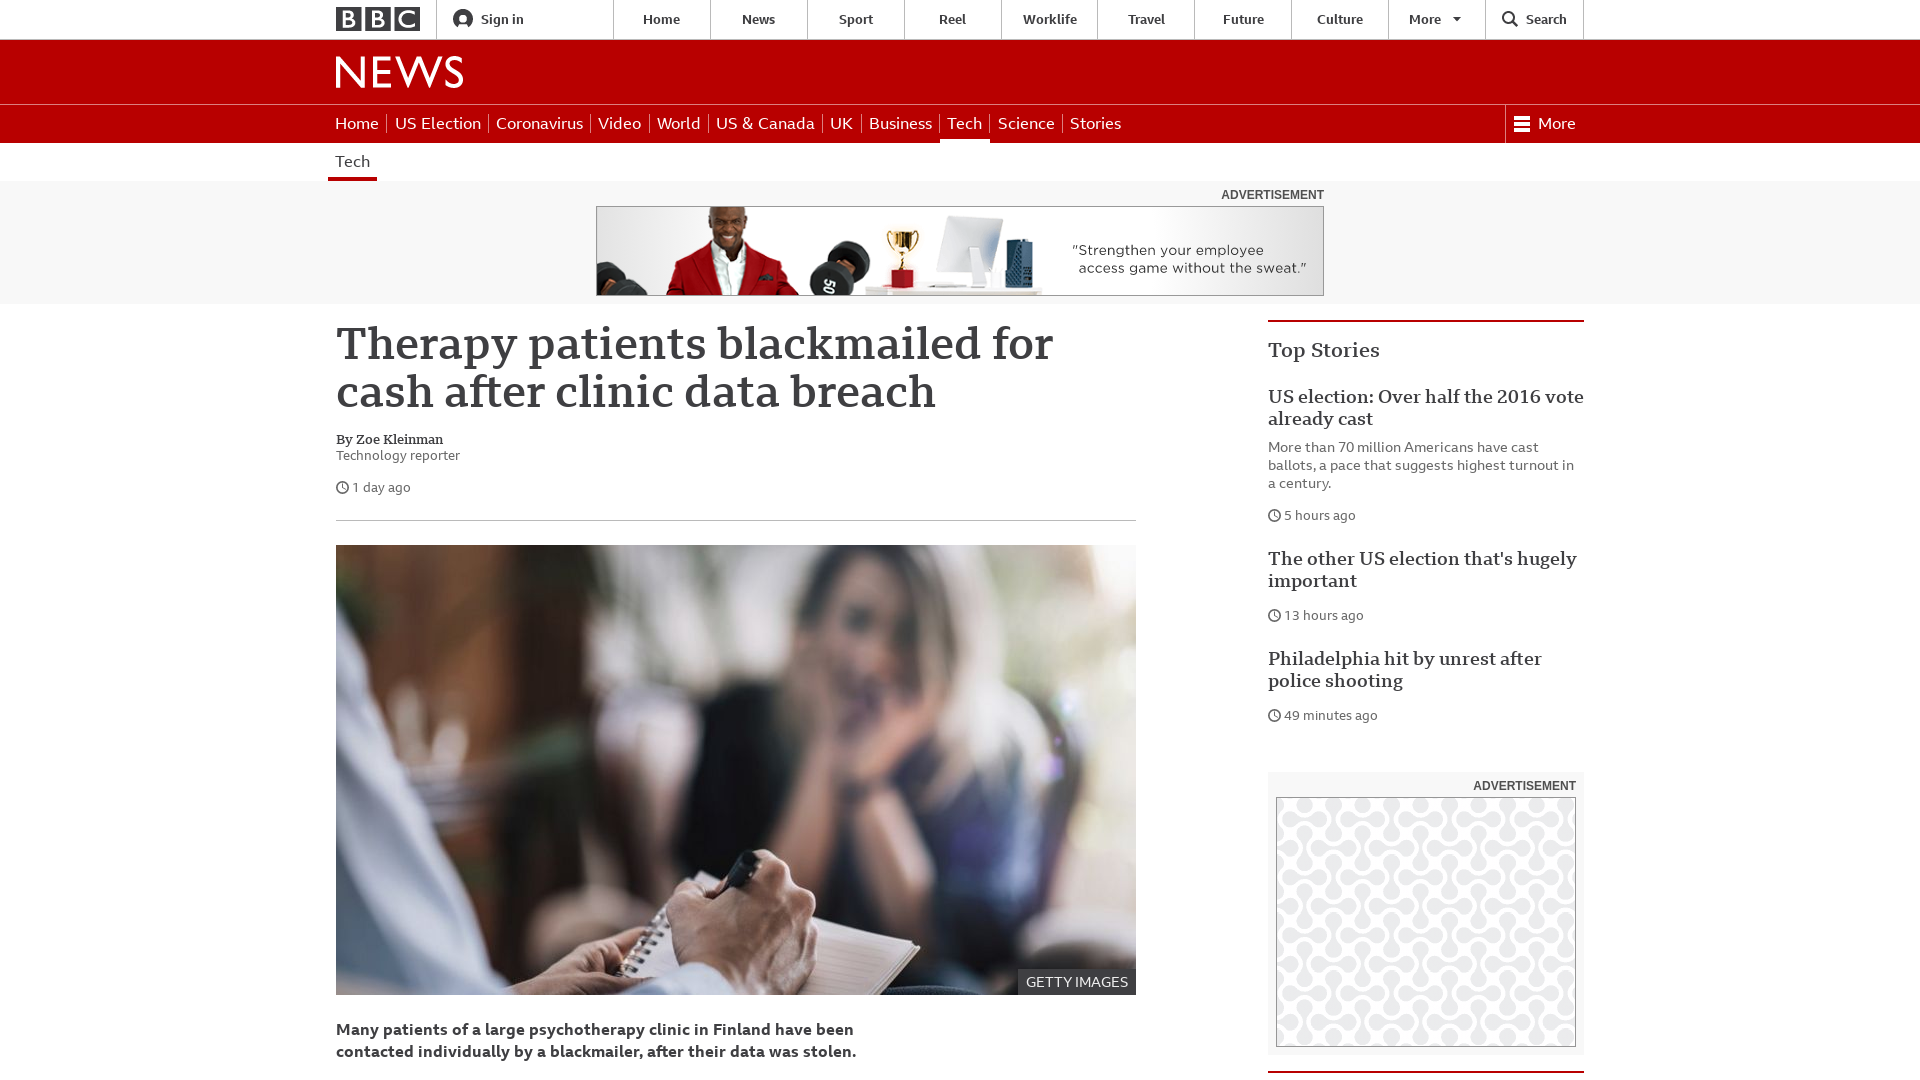 BBC
Sign in
Home
News
Sport
Reel
Worklife
Travel
Future
Culture
More
Search
NEWS
Home
US Election
Coronavirus
Video
World
US & Canada
UK
Business
Tech
Science
Stories
More
Tech
ADVERTISEMENT
50
"Strengthen your employee
access game without the sweat."
Therapy patients blackmailed for
cash after clinic data breach
By Zoe Kleinman
Technology reporter
1 day ago
GETTY IMAGES
Many patients of a large psychotherapy clinic in Finland have been
contacted individually by a blackmailer, after their data was stolen.
Top Stories
US election: Over half the 2016 vote
already cast
More than 70 million Americans have cast
ballots, a pace that suggests highest turnout in
a century.
5 hours ago
The other US election that's hugely
important
13 hours ago
Philadelphia hit by unrest after
police shooting
49 minutes ago
ADVERTISEMENT